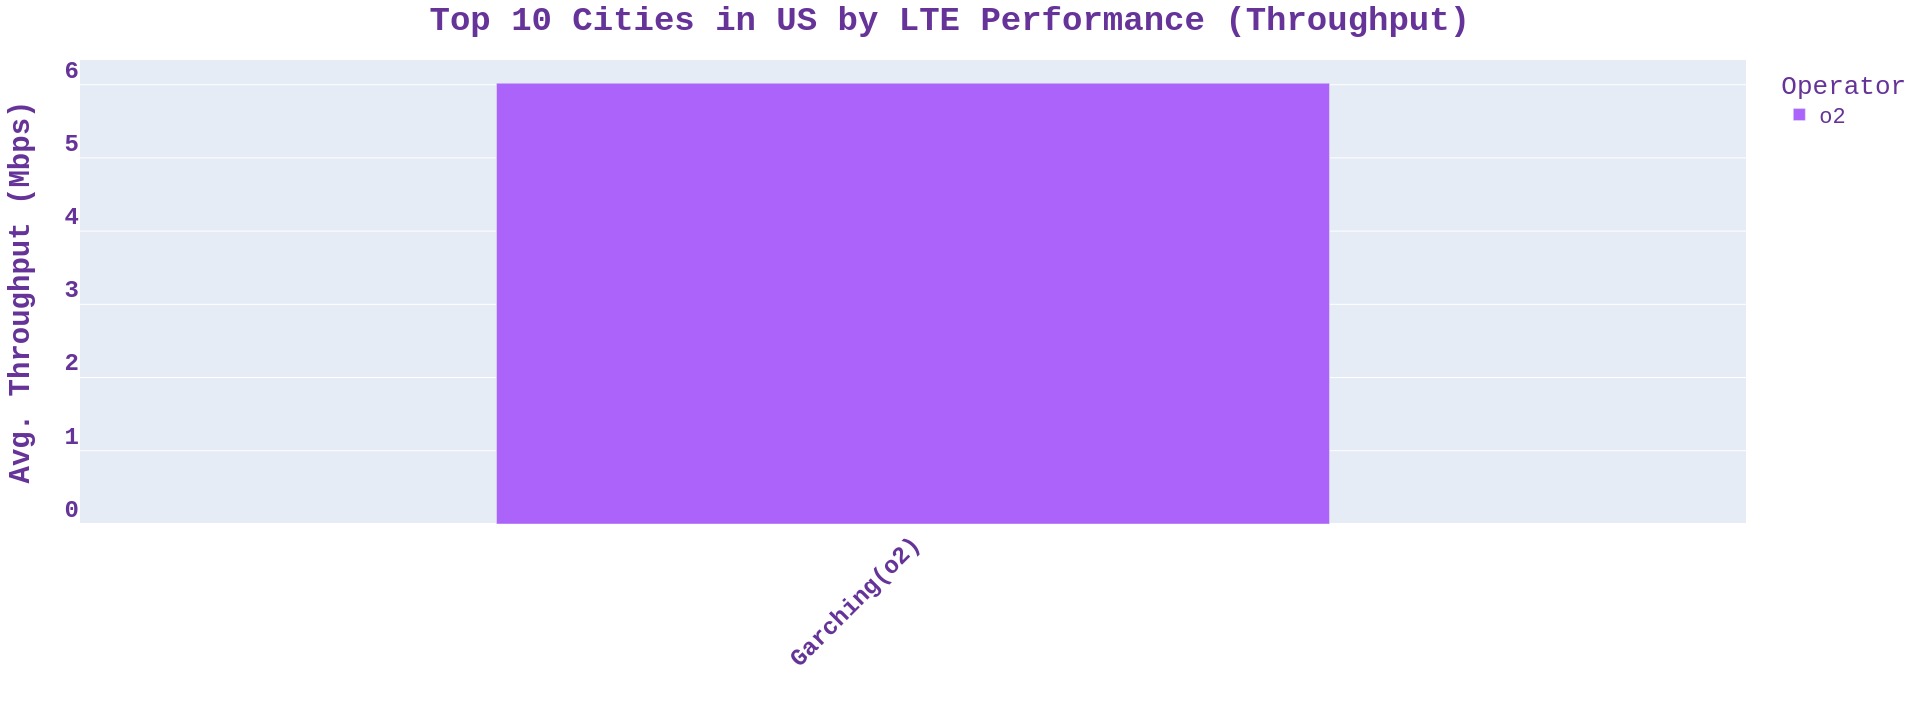 Top 10 Cities in US by LTE Performance (Throughput)
Avg. Throughput (Mbps)
6
5
4
3
2
1
0
Garching(o2)
Operator
o2